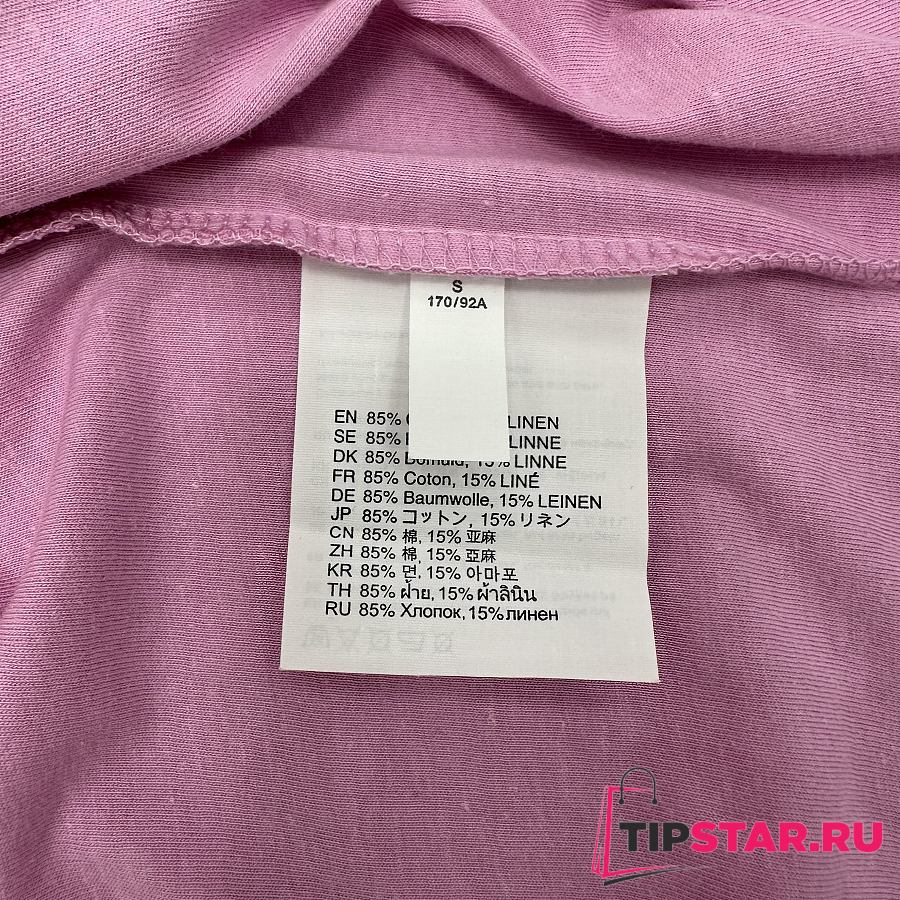 S
170/92A
EN 85% LINEN
SE 85% LINNE
DK 85% 15% LINNE
FR 85% Coton, 15% LINÉ
DE 85% Baumwolle, 15% LEINEN
JP 85% コットン, 15% リネン
CN 85% 棉, 15% 亚麻
ZH 85% 棉, 15% 亞麻
KR 85% 면, 15% 아마포
TH 85% ฝ้าย, 15% ผ้าลินิน
RU 85% Хлопок, 15% линен
TIPSTAR.RU